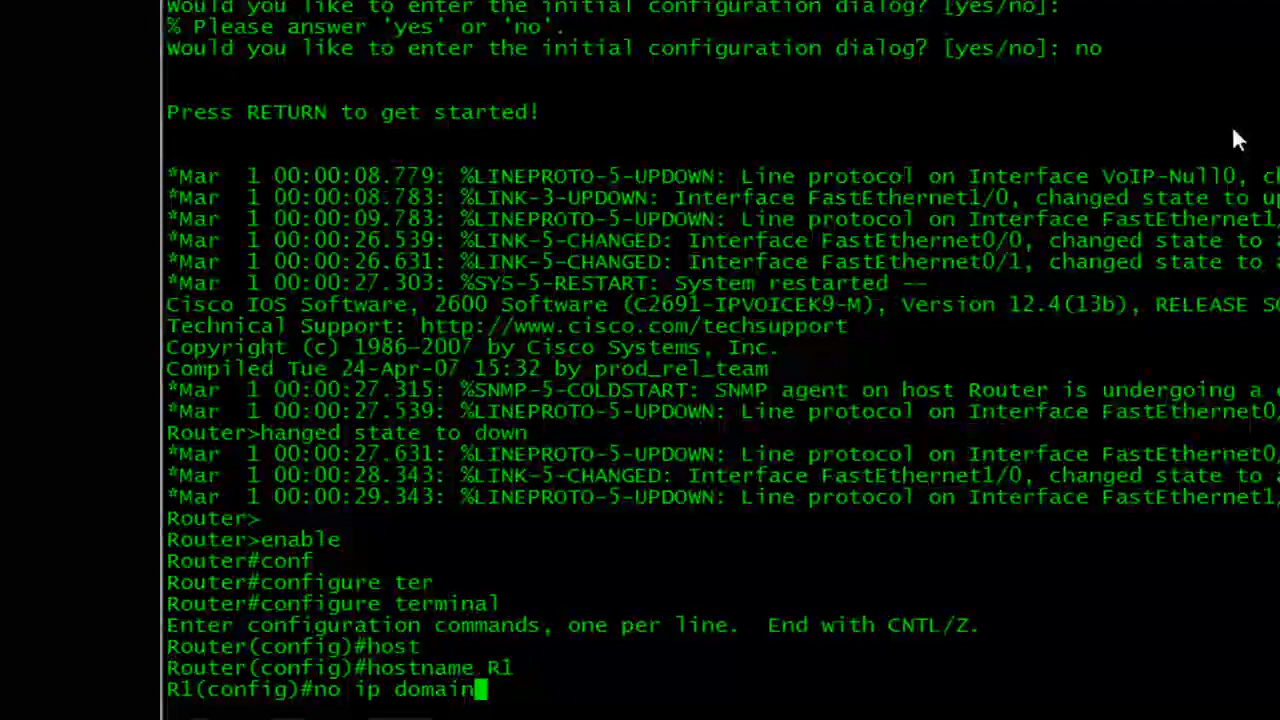 Would you like to enter the initial configuration dialog? [yes/no]:
% Please answer 'yes' or 'no'.
Would you like to enter the initial configuration dialog? [yes/no]: no
Press RETURN to get started!
*Mar  1 00:00:08.779: %LINEPROTO-5-UPDOWN: Line protocol on Interface VoIP-Null0, ch
*Mar  1 00:00:08.783: %LINK-3-UPDOWN: Interface FastEthernet1/0, changed state to up
*Mar  1 00:00:09.783: %LINEPROTO-5-UPDOWN: Line protocol on Interface FastEthernet1
*Mar  1 00:00:26.539: %LINK-5-CHANGED: Interface FastEthernet0/0, changed state to a
*Mar  1 00:00:26.631: %LINK-5-CHANGED: Interface FastEthernet0/1, changed state to a
*Mar  1 00:00:27.303: %SYS-5-RESTART: System restarted --
Cisco IOS Software, 2600 Software (C2691-IPVOICEK9-M), Version 12.4(13b), RELEASE SO
Technical Support: http://www.cisco.com/techsupport
Copyright (c) 1986-2007 by Cisco Systems, Inc.
Compiled Tue 24-Apr-07 15:32 by prod_rel_team
*Mar  1 00:00:27.315: %SNMP-5-COLDSTART: SNMP agent on host Router is undergoing a c
*Mar  1 00:00:27.539: %LINEPROTO-5-UPDOWN: Line protocol on Interface FastEthernet0/
Router>hanged state to down
*Mar  1 00:00:27.631: %LINEPROTO-5-UPDOWN: Line protocol on Interface FastEthernet0/
*Mar  1 00:00:28.343: %LINK-5-CHANGED: Interface FastEthernet1/0, changed state to a
*Mar  1 00:00:29.343: %LINEPROTO-5-UPDOWN: Line protocol on Interface FastEthernet1/
Router>
Router>enable
Router#conf
Router#configure ter
Router#configure terminal
Enter configuration commands, one per line.  End with CNTL/Z.
Router(config)#host
Router(config)#hostname R1
R1(config)#no ip domain